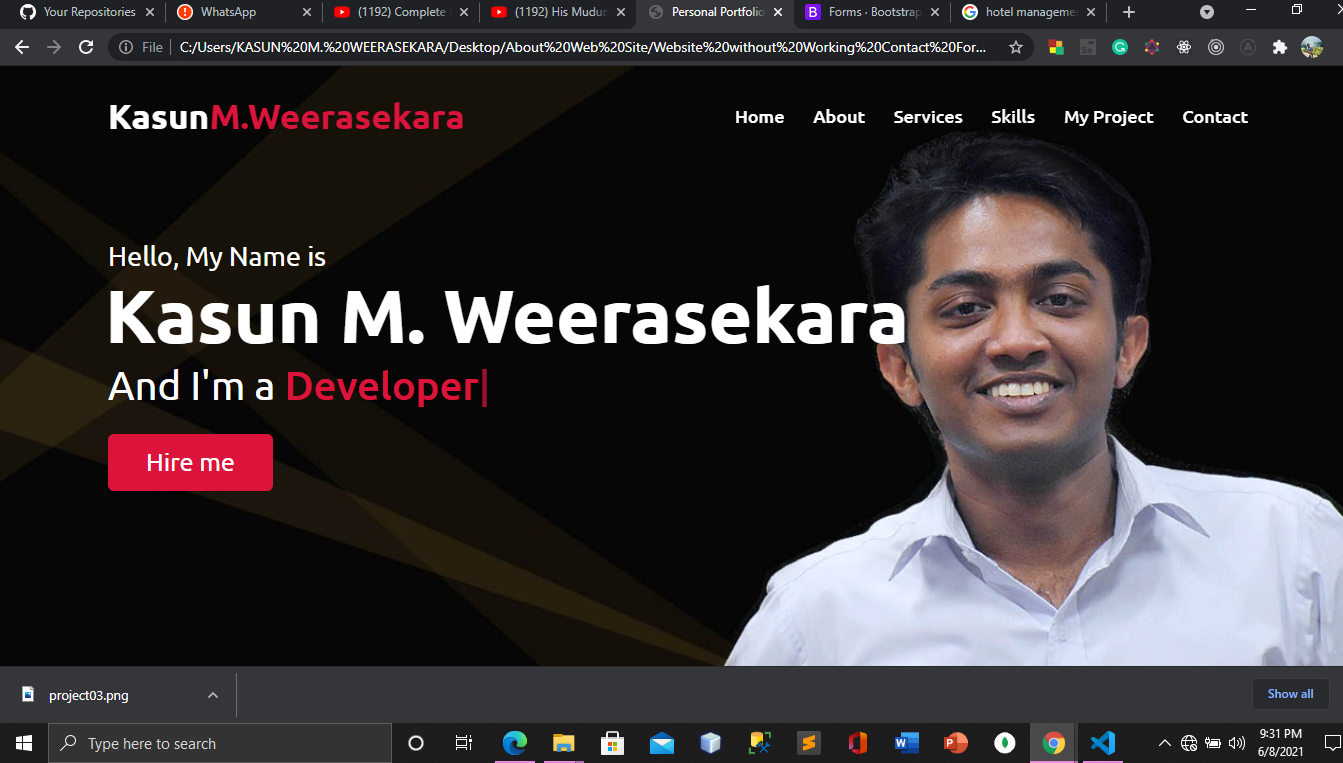 Your Repositories
WhatsApp
(1192) Complete
(1192) His Mudun
Personal Portfolio
Forms · Bootstrap
hotel manageme
File
C:/Users/KASUN%20M.%20WEERASEKARA/Desktop/About%20Web%20Site/Website%20without%20Working%20Contact%20For...
KasunM.Weerasekara
Home
About
Services
Skills
My Project
Contact
Hello, My Name is
Kasun M. Weerasekara
And I'm a Developer|
Hire me
project03.png
Show all
Type here to search
9:31 PM
6/8/2021